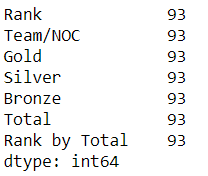 Rank 93
Team/NOC 93
Gold 93
Silver 93
Bronze 93
Total 93
Rank by Total 93
dtype: int64